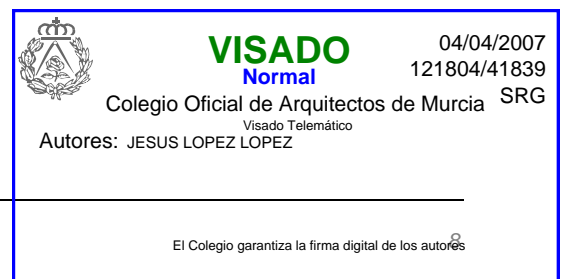 VISADO
04/04/2007
Normal
121804/41839
Colegio Oficial de Arquitectos de Murcia
SRG
Visado Telemático
Autores: JESUS LOPEZ LOPEZ
El Colegio garantiza la firma digital de los autores
8